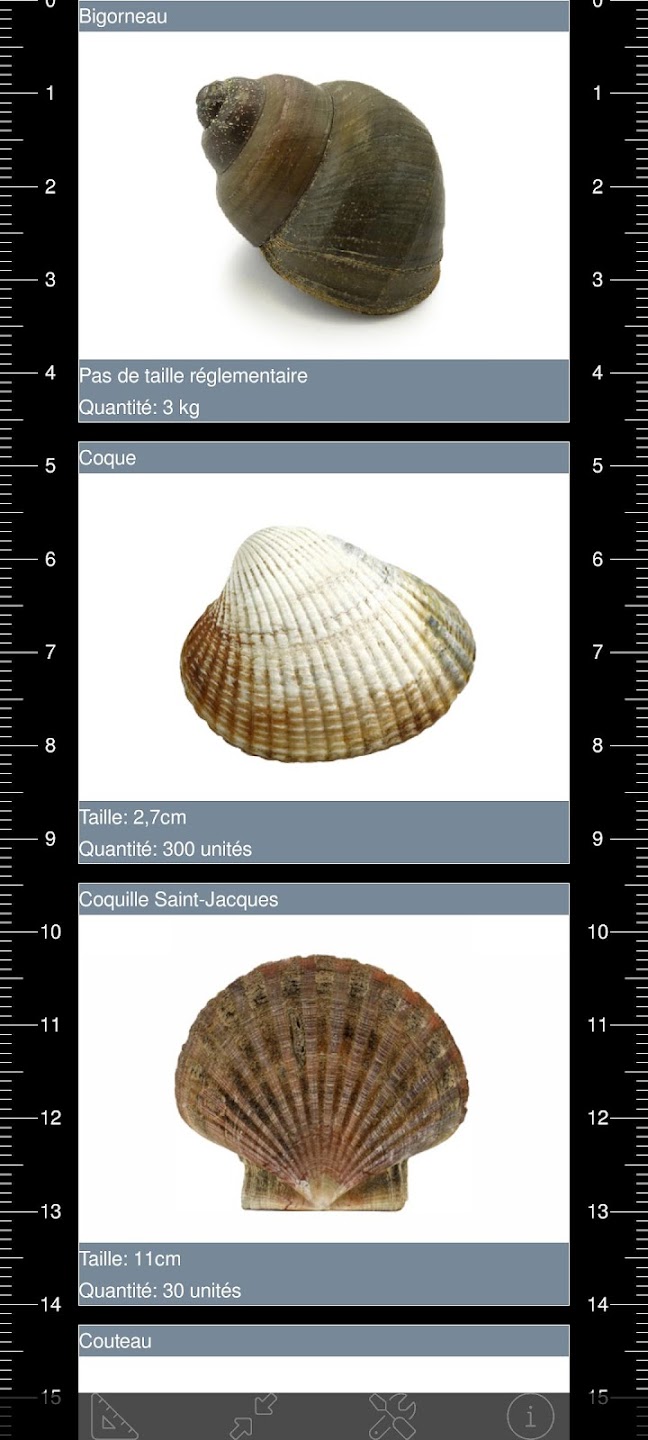 0 0
Bigorneau
1 1
2 2
3 3
Pas de taille réglementaire
4 4
Quantité: 3 kg
Coque
5 5
6 6
7 7
8 8
Taille: 2,7cm
9 9
Quantité: 300 unités
Coquille Saint-Jacques
10 10
11 11
12 12
13 13
Taille: 11cm
Quantité: 30 unités
14 14
Couteau
15 15
i